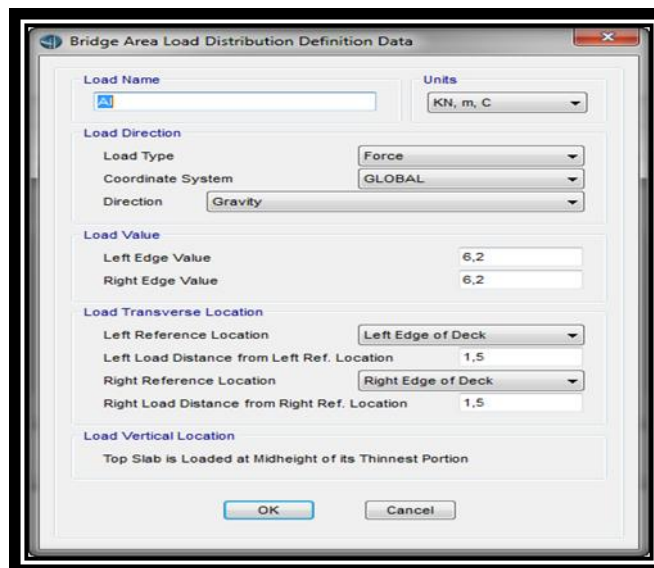 Bridge Area Load Distribution Definition Data
Load Name
Units
Al
KN, m, C
Load Direction
Load Type Force
Coordinate System GLOBAL
Direction Gravity
Load Value
Left Edge Value 6,2
Right Edge Value 6,2
Load Transverse Location
Left Reference Location Left Edge of Deck
Left Load Distance from Left Ref. Location 1,5
Right Reference Location Right Edge of Deck
Right Load Distance from Right Ref. Location 1,5
Load Vertical Location
Top Slab is Loaded at Midheight of its Thinnest Portion
OK Cancel